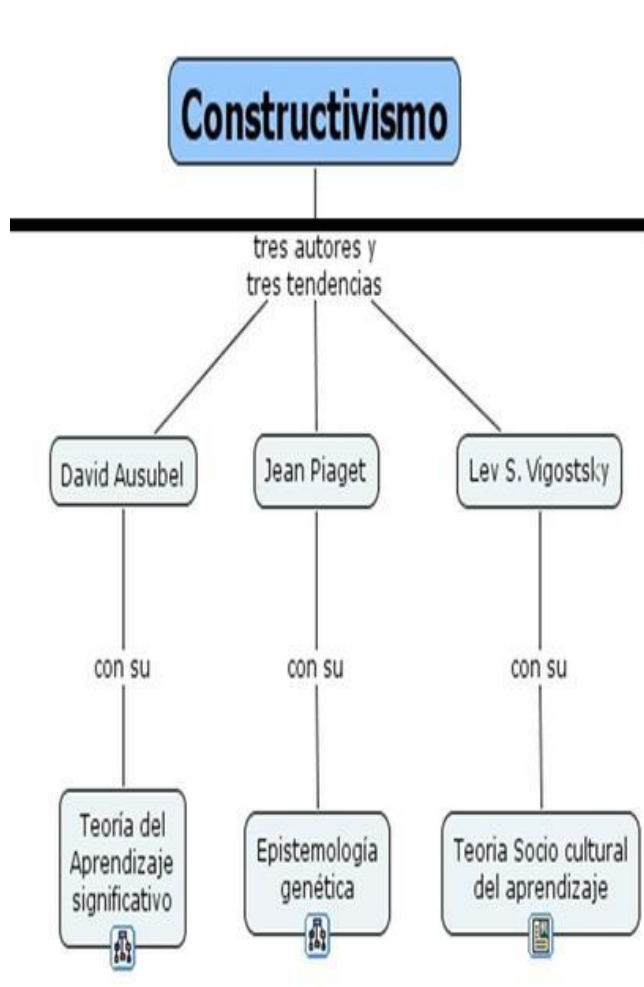 Constructivismo
tres autores y
tres tendencias
David Ausubel
Jean Piaget
Lev S. Vigostsky
con su
con su
con su
Teoría del
Aprendizaje
significativo
Epistemología
genética
Teoria Socio cultural
del aprendizaje